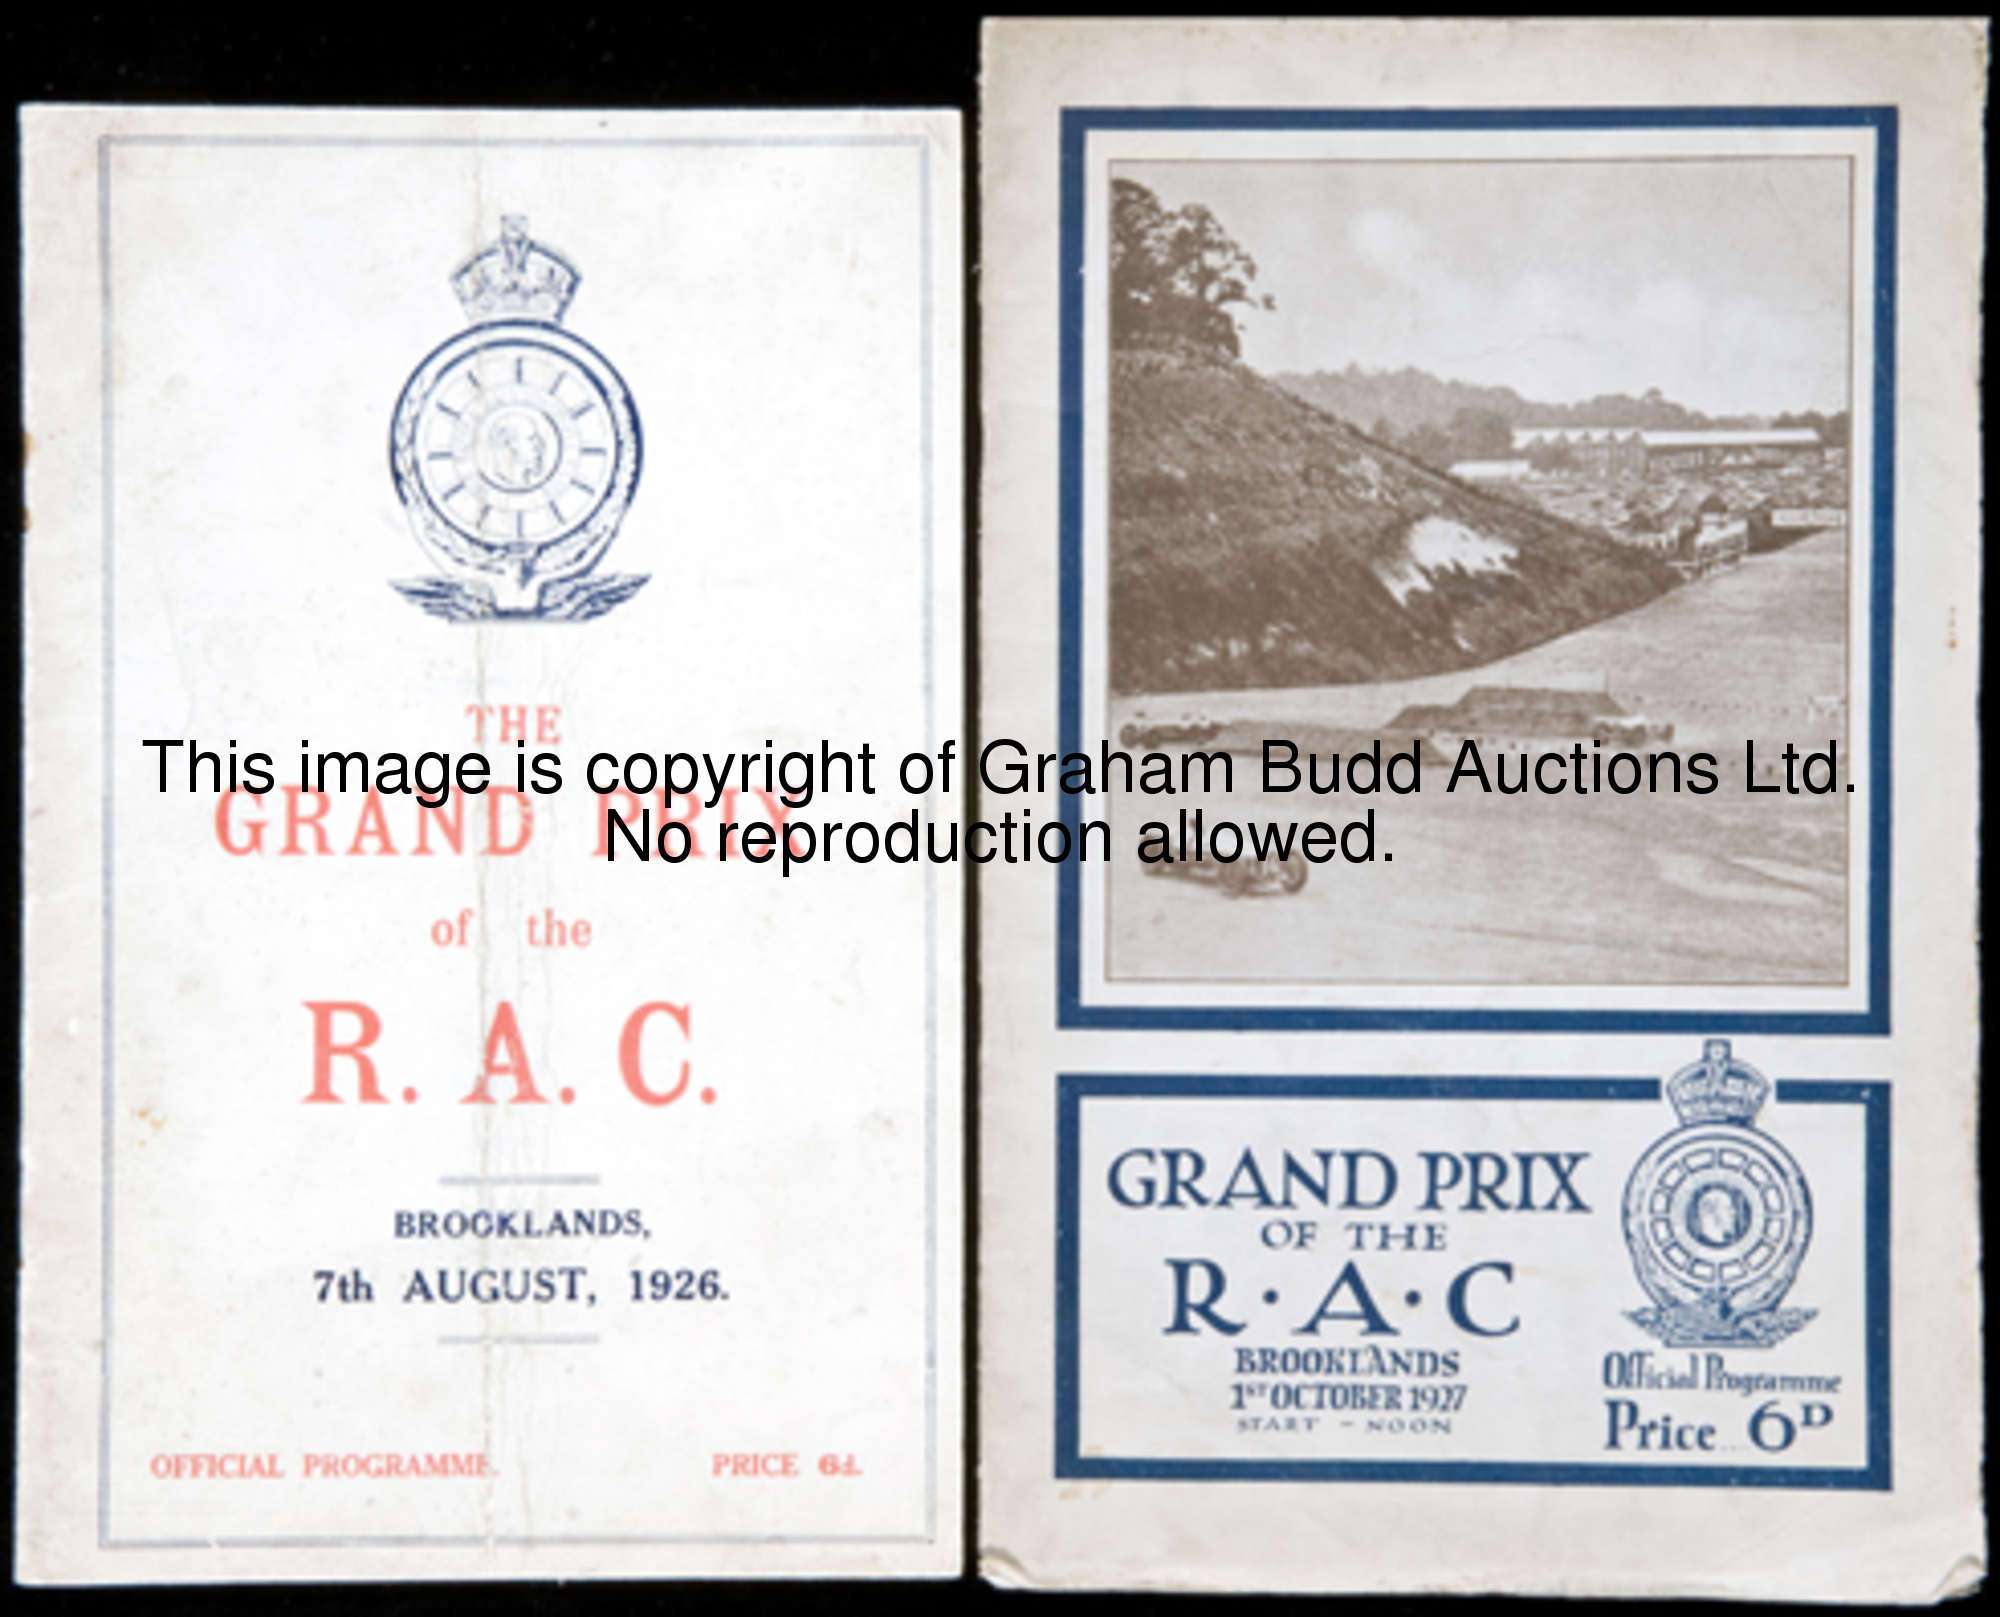 THE
GRAND PRIX
of the
R. A. C.
BROOKLANDS,
7th AUGUST, 1926.
OFFICIAL PROGRAMME. PRICE 6d.
This image is copyright of Graham Budd Auctions Ltd.
No reproduction allowed.
GRAND PRIX
OF THE
R·A·C
BROOKLANDS
1ST OCTOBER 1927
START - NOON
Official Programme
Price 6D